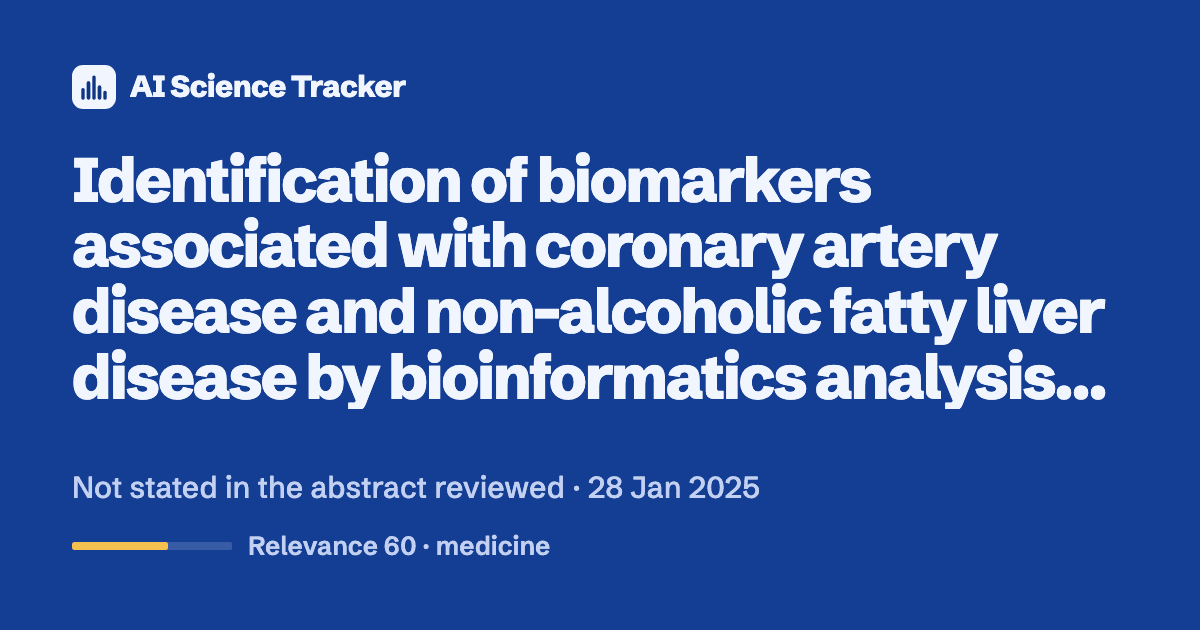 AI Science Tracker
Identification of biomarkers
associated with coronary artery
disease and non-alcoholic fatty liver
disease by bioinformatics analysis...
Not stated in the abstract reviewed · 28 Jan 2025
Relevance 60 · medicine